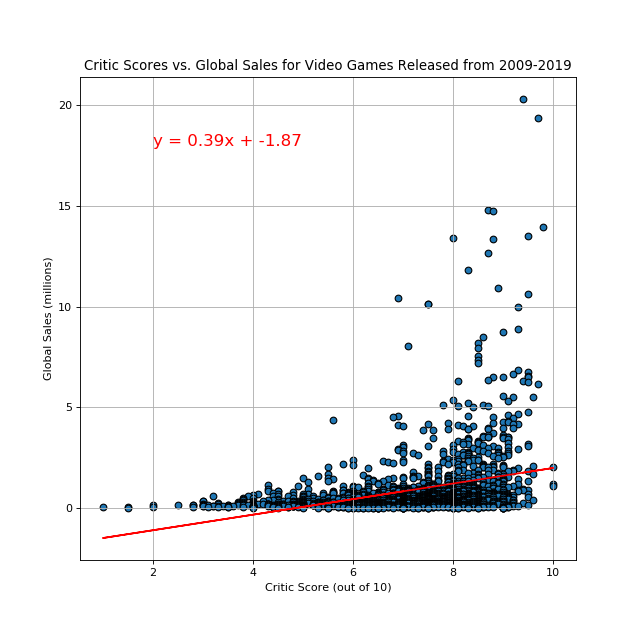 Critic Scores vs. Global Sales for Video Games Released from 2009-2019
20
y = 0.39x + -1.87
15
Global Sales (millions)
10
5
0
2 4 6 8 10
Critic Score (out of 10)